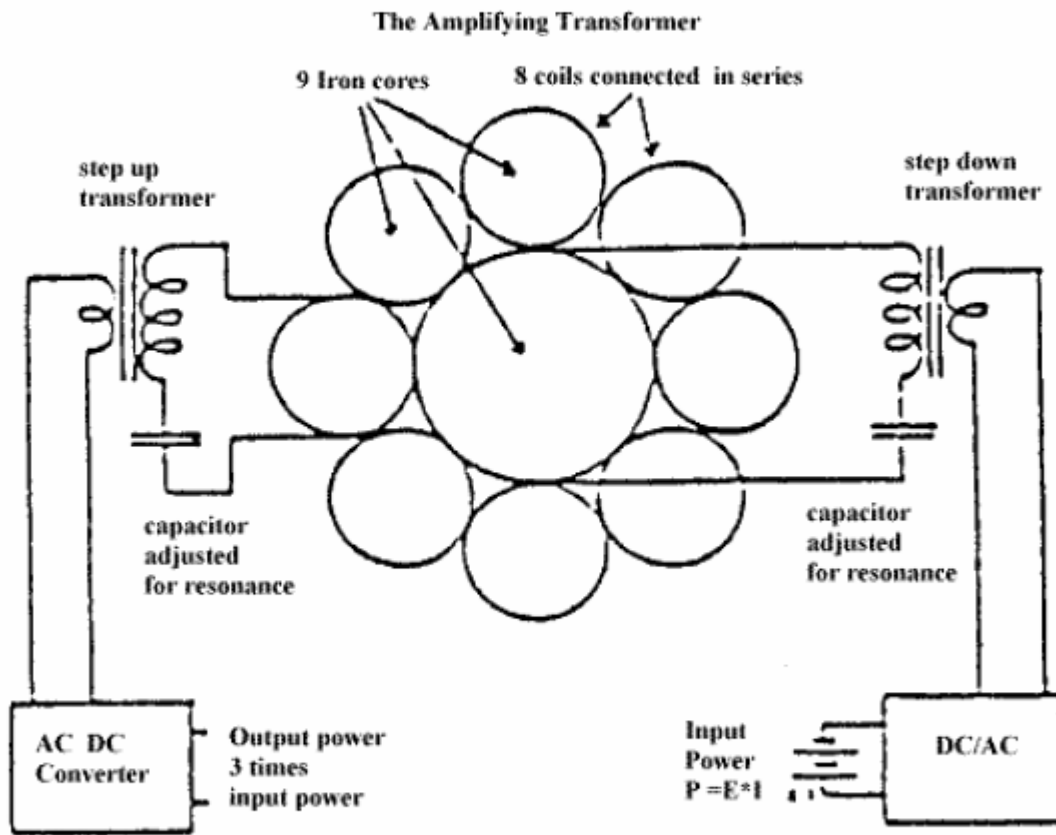 The Amplifying Transformer
9 Iron cores
8 coils connected in series
step up
transformer
step down
transformer
capacitor
adjusted
for resonance
capacitor
adjusted
for resonance
AC DC
Converter
Output power
3 times
input power
Input
Power
P =E*I
DC/AC